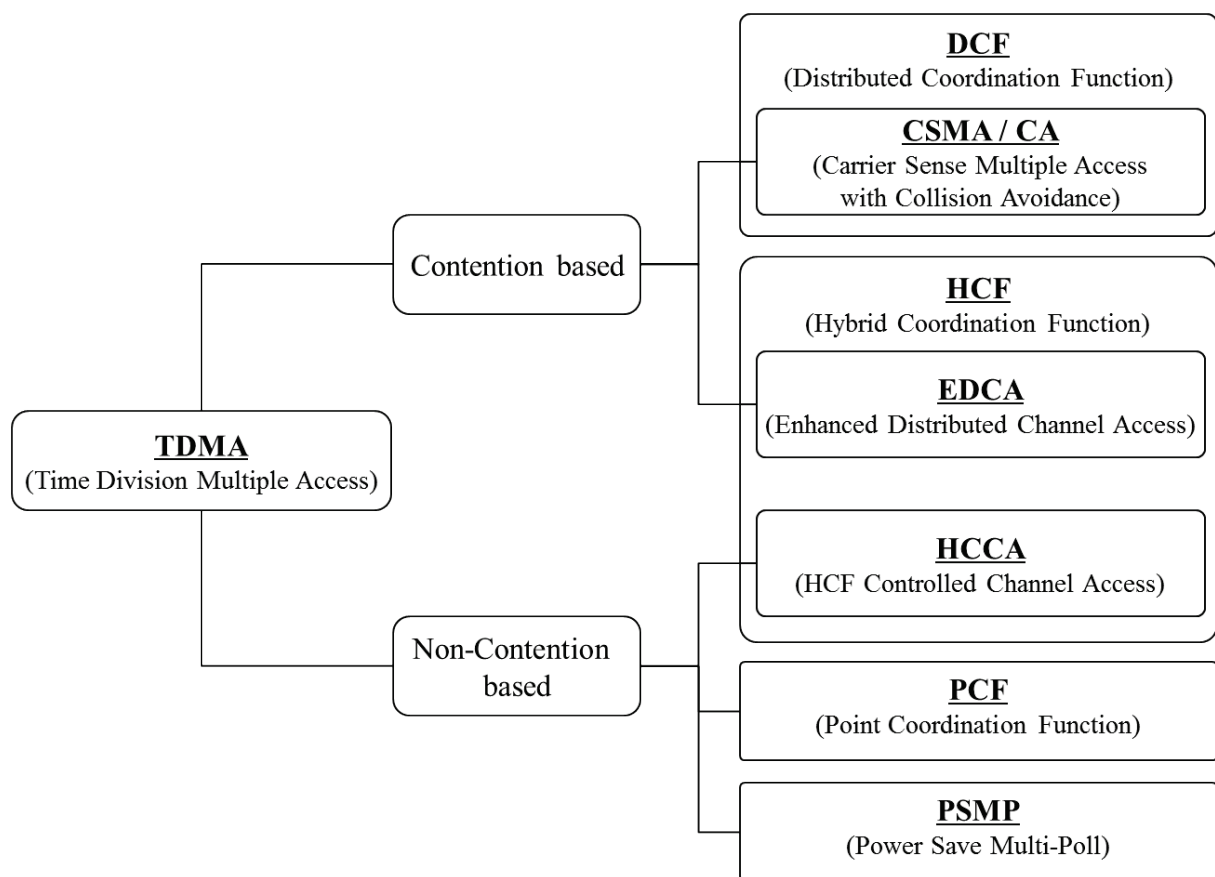 DCF
(Distributed Coordination Function)
CSMA / CA
(Carrier Sense Multiple Access
with Collision Avoidance)
Contention based
HCF
(Hybrid Coordination Function)
EDCA
(Enhanced Distributed Channel Access)
TDMA
(Time Division Multiple Access)
HCCA
(HCF Controlled Channel Access)
Non-Contention
based
PCF
(Point Coordination Function)
PSMP
(Power Save Multi-Poll)